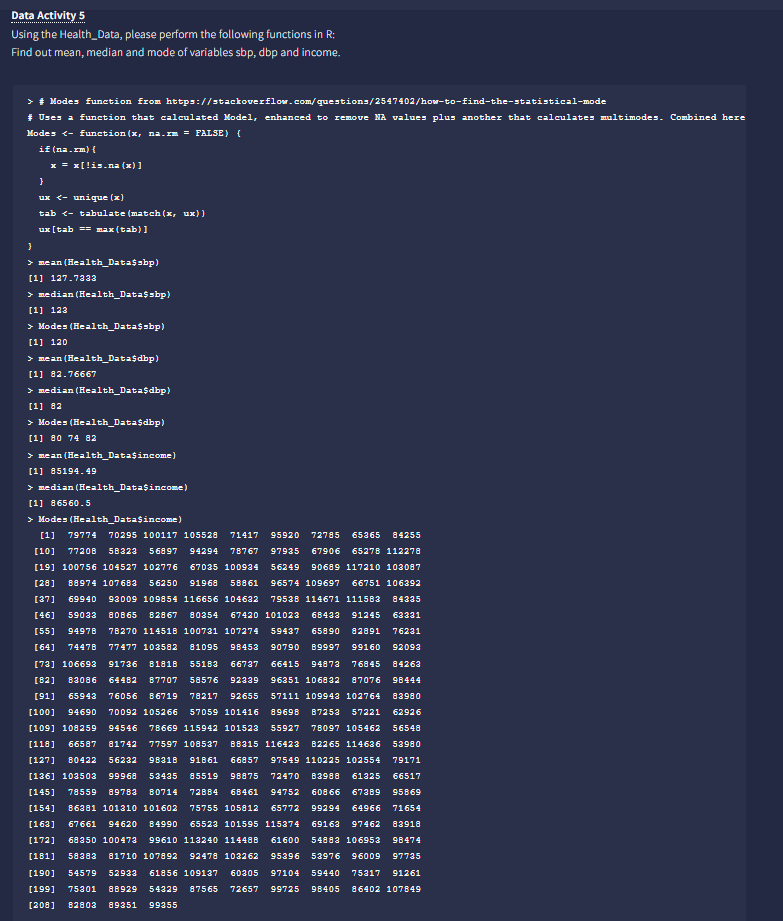 Data Activity 5
Using the Health_Data, please perform the following functions in R:
Find out mean, median and mode of variables sbp, dbp and income.
> # Modes function from https://stackoverflow.com/questions/2547402/how-to-find-the-statistical-mode
# Uses a function that calculated Model, enhanced to remove NA values plus another that calculates multimodes. Combined here
Modes <- function(x, na.rm = FALSE) {
if(na.rm){
x = x[!is.na(x)]
}
ux <- unique(x)
tab <- tabulate(match(x, ux))
ux[tab == max(tab)]
}
> mean(Health_Data$sbp)
[1] 127.7333
> median(Health_Data$sbp)
[1] 123
> Modes(Health_Data$sbp)
[1] 120
> mean(Health_Data$dbp)
[1] 82.76667
> median(Health_Data$dbp)
[1] 82
> Modes(Health_Data$dbp)
[1] 80 74 82
> mean(Health_Data$income)
[1] 85194.49
> median(Health_Data$income)
[1] 86560.5
> Modes(Health_Data$income)
[1] 79774 70295 100117 105528 71417 95920 72785 65365 84255
[10] 77208 58323 56897 94294 78767 97935 67906 65278 112278
[19] 100756 104527 102776 67035 100934 56249 90689 117210 103087
[28] 88974 107683 56250 91968 58861 96574 109697 66751 106392
[37] 69940 93009 109854 116656 104632 79538 114671 111583 84335
[46] 59033 80865 82867 80354 67420 101023 68433 91245 63331
[55] 94978 78270 114518 100731 107274 59437 65890 82891 76231
[64] 74478 77477 103582 81095 98453 90790 89997 99160 92093
[73] 106693 91736 81818 55183 66737 66415 94873 76845 84263
[82] 83086 64482 87707 58576 92339 96351 106832 87076 98444
[91] 65943 76056 86719 78217 92655 57111 109943 102764 83980
[100] 94690 70092 105266 57059 101416 89698 87253 57221 62926
[109] 108259 94546 78669 115942 101523 55927 78097 105462 56548
[118] 66587 81742 77597 108537 88315 116423 82265 114636 53980
[127] 80422 56232 98318 91861 66857 97549 110225 102554 79171
[136] 103503 99968 53435 85519 98875 72470 83988 61325 66517
[145] 78559 89783 80714 72884 68461 94752 60866 67389 95869
[154] 86381 101310 101602 75755 105812 65772 99294 64966 71654
[163] 67661 94620 84990 65523 101595 115374 69163 97462 83918
[172] 68350 100473 99610 113240 114488 61600 54883 106953 98474
[181] 58383 81710 107892 92478 103262 95396 53976 96009 97735
[190] 54579 52933 61856 109137 60305 97104 59440 75317 91261
[199] 75301 88929 54329 87565 72657 99725 98405 86402 107849
[208] 82803 89351 99355